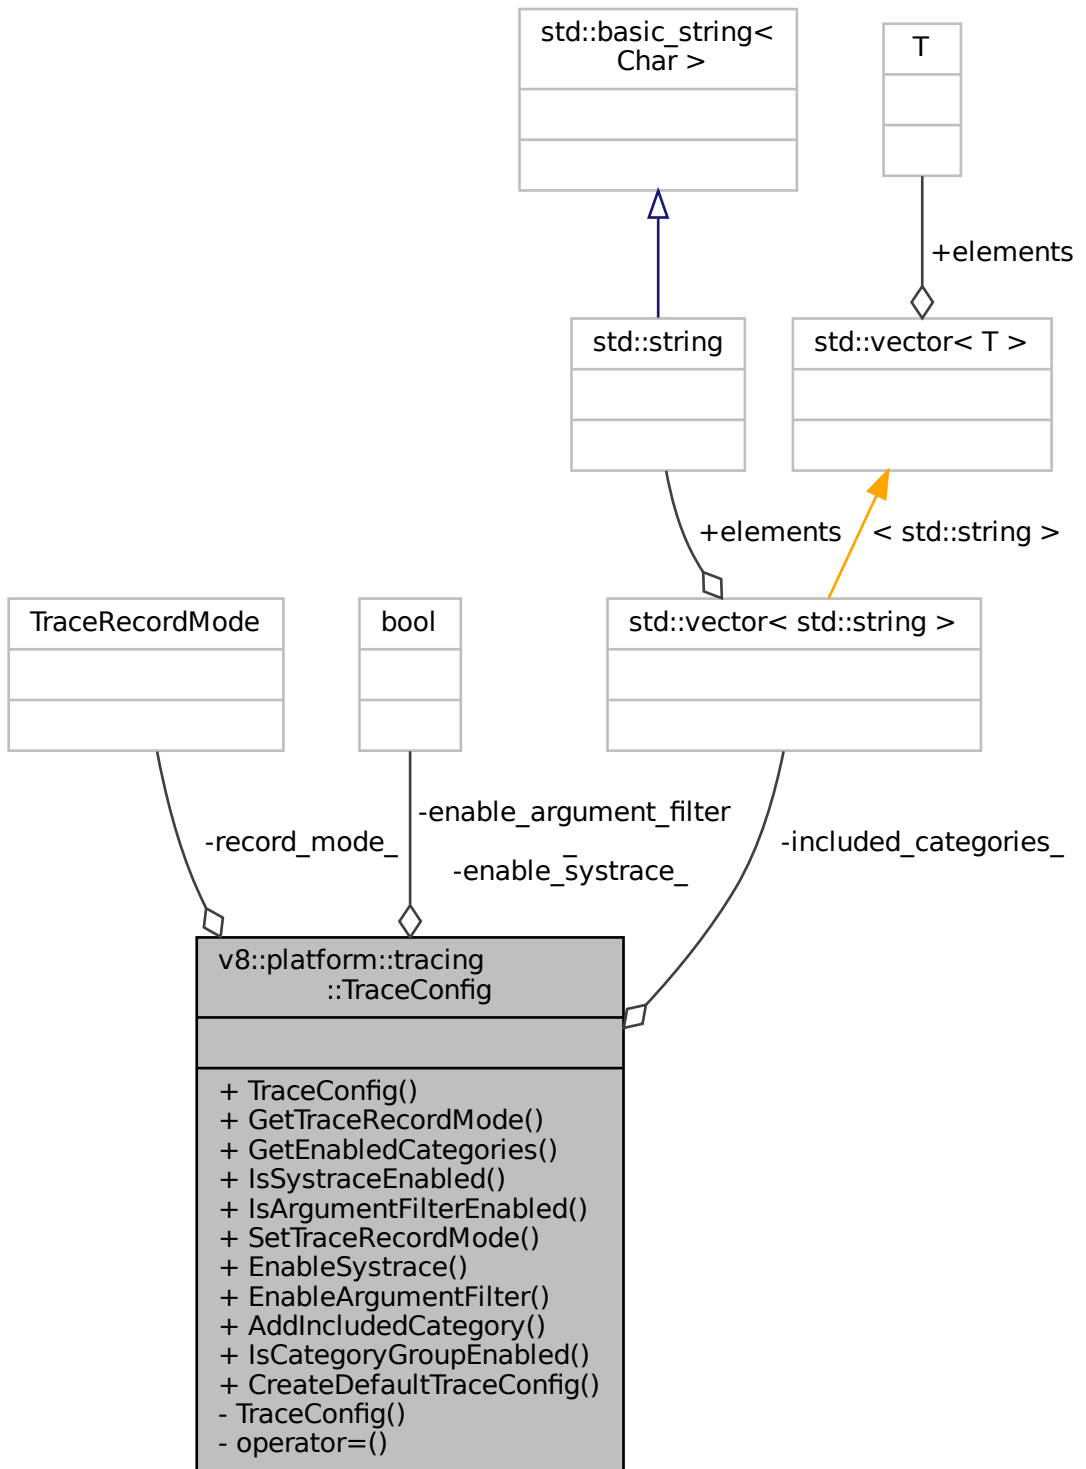 std::basic_string<
Char >
T
+elements
std::string
std::vector< T >
+elements
< std::string >
TraceRecordMode
bool
std::vector< std::string >
-record_mode_
-enable_argument_filter
_
-enable_systrace_
-included_categories_
v8::platform::tracing
::TraceConfig
+ TraceConfig()
+ GetTraceRecordMode()
+ GetEnabledCategories()
+ IsSystraceEnabled()
+ IsArgumentFilterEnabled()
+ SetTraceRecordMode()
+ EnableSystrace()
+ EnableArgumentFilter()
+ AddIncludedCategory()
+ IsCategoryGroupEnabled()
+ CreateDefaultTraceConfig()
- TraceConfig()
- operator=()